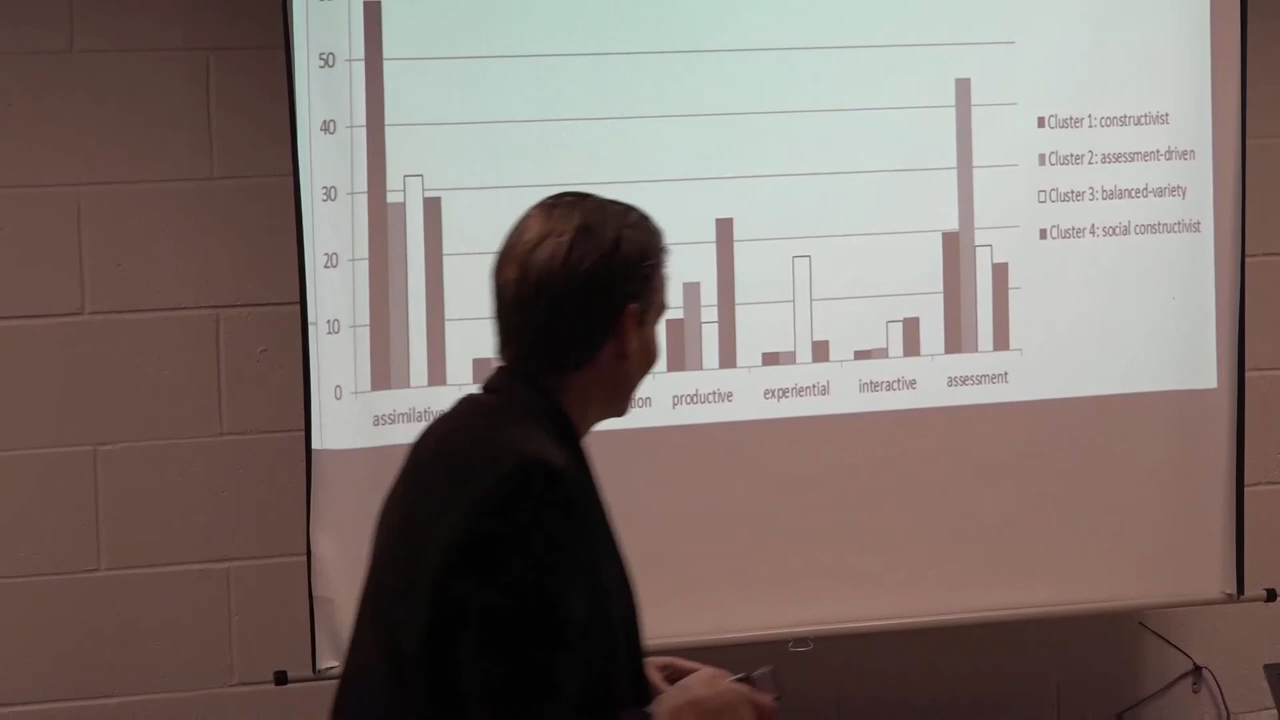 50
40
30
20
10
0
assimilative
productive
experiential
interactive
assessment
Cluster 1: constructivist
Cluster 2: assessment-driven
Cluster 3: balanced-variety
Cluster 4: social constructivist